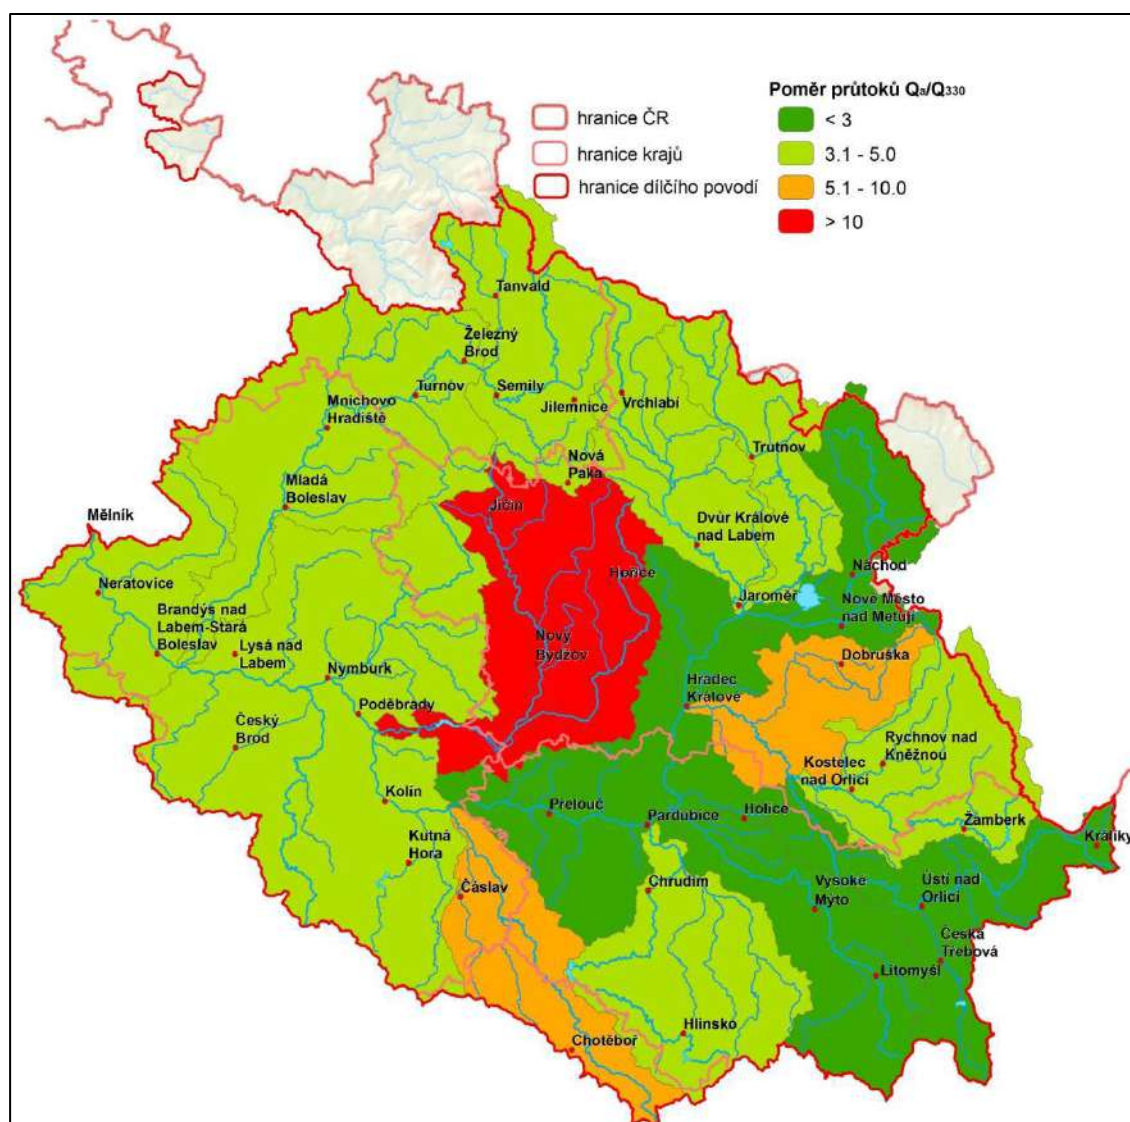 Poměr průtoků Qa/Q330
hranice ČR
hranice krajů
hranice dílčího povodí
< 3
3.1 - 5.0
5.1 - 10.0
> 10
Tanvald
Železný
Brod
Turnov
Semily
Jilemnice
Vrchlabí
Mnichovo
Hradiště
Trutnov
Nová
Paka
Mladá
Boleslav
Jičín
Mělník
Dvůr Králové
nad Labem
Hořice
Náchod
Neratovice
Jaroměř
Nové Město
nad Metují
Brandýs nad
Labem-Stará
Boleslav
Lysá nad
Labem
Nový
Bydžov
Dobruška
Nymburk
Hradec
Králové
Poděbrady
Český
Brod
Rychnov nad
Kněžnou
Kostelec
nad Orlicí
Kolín
Přelouč
Pardubice
Holice
Žamberk
Králíky
Kutná
Hora
Čáslav
Chrudim
Vysoké
Mýto
Ústí nad
Orlicí
Česká
Třebová
Litomyšl
Hlinsko
Chotěboř